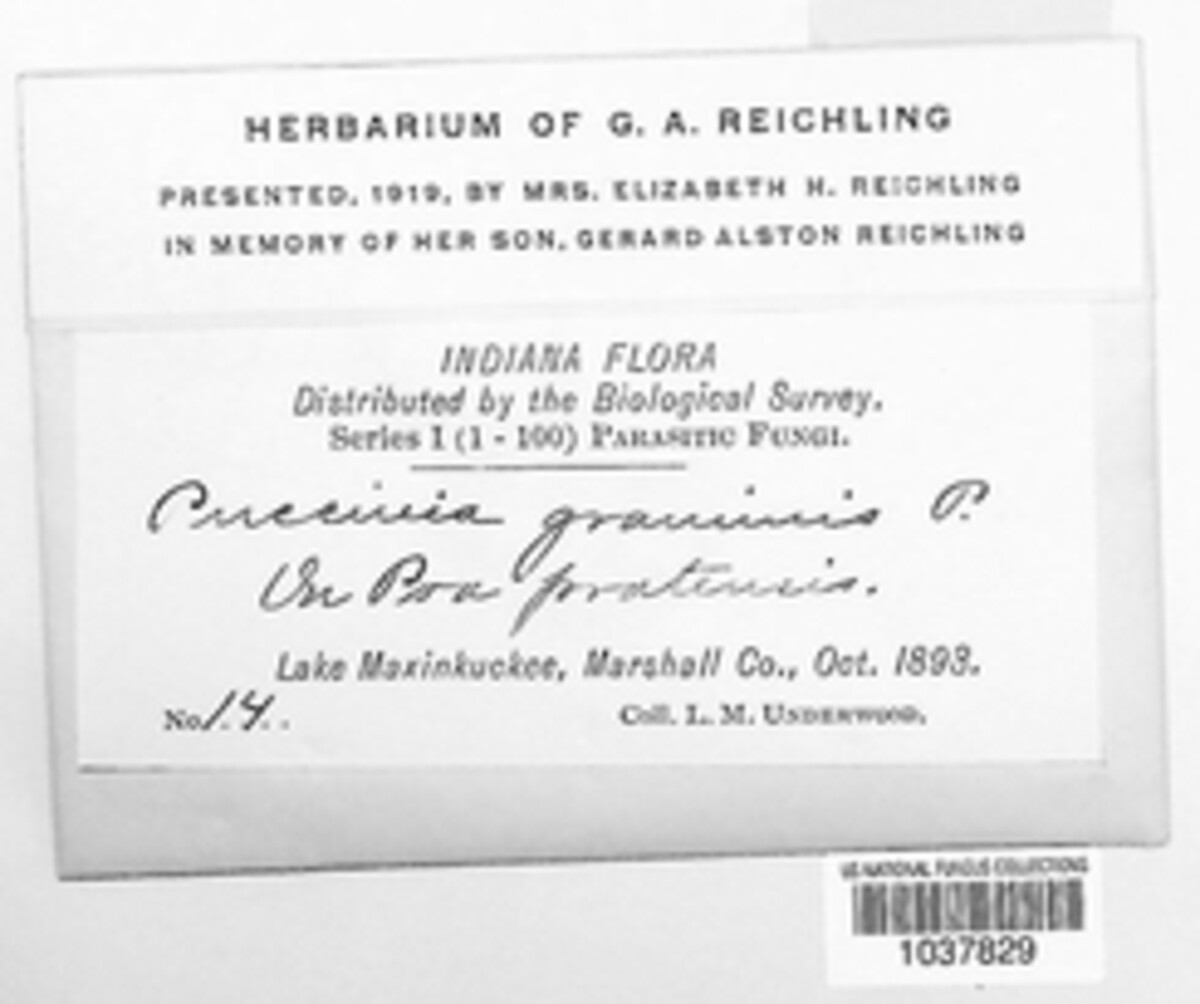 HERBARIUM OF G. A. REICHLING
PRESENTED, 1919, BY MRS. ELIZABETH H. REICHLING
IN MEMORY OF HER SON, GERARD ALSTON REICHLING
INDIANA FLORA
Distributed by the Biological Survey.
Series I (1 - 100) PARASITIC FUNGI.
Puccinia graminis P.
On Poa pratensis.
Lake Maxinkuckee, Marshall Co., Oct. 1893.
No. 14. .
Coll. L. M. UNDERWOOD.
US NATIONAL FUNGUS COLLECTIONS
1037829